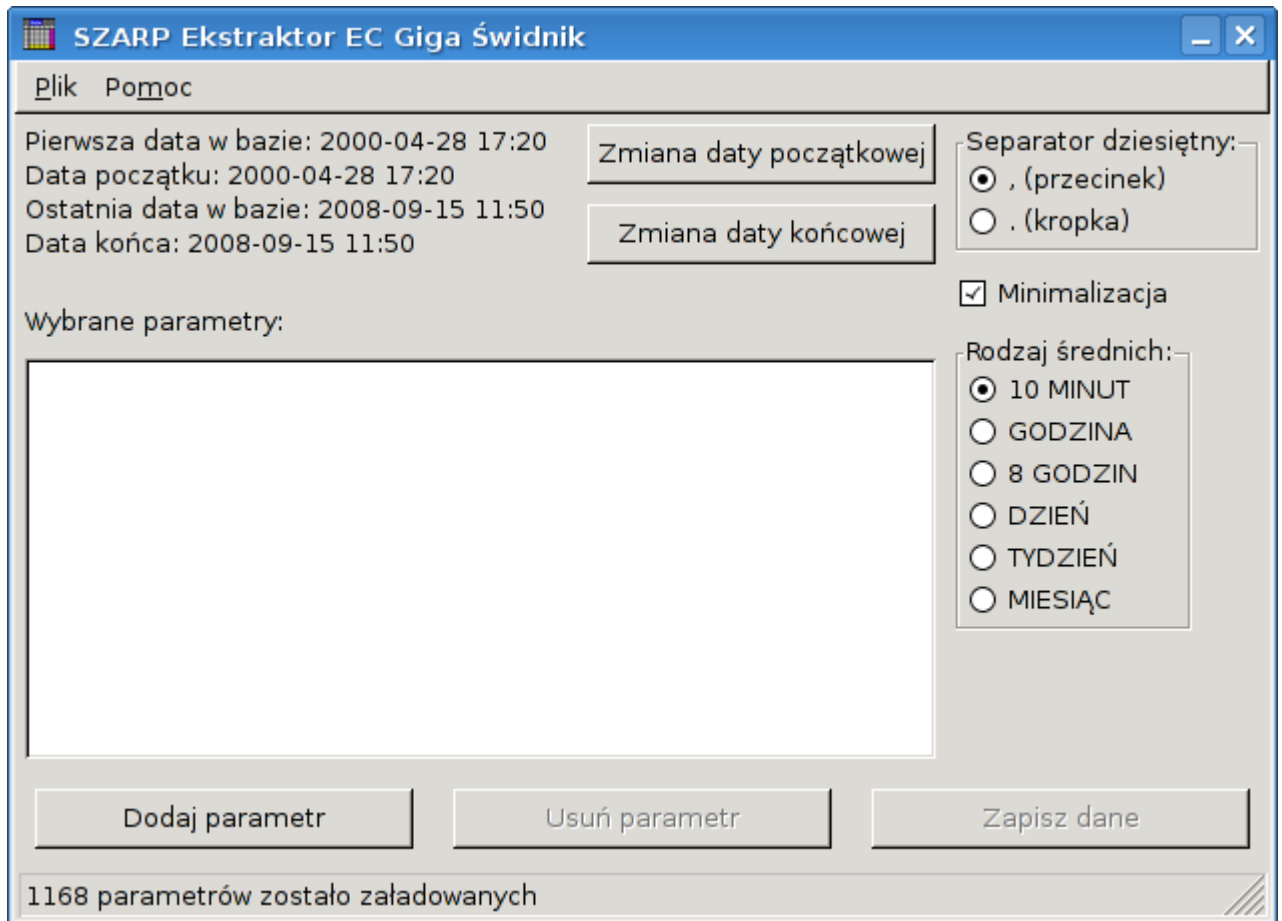 SZARP Ekstraktor EC Giga Świdnik
Plik Pomoc
Pierwsza data w bazie: 2000-04-28 17:20
Data początku: 2000-04-28 17:20
Ostatnia data w bazie: 2008-09-15 11:50
Data końca: 2008-09-15 11:50
Zmiana daty początkowej
Zmiana daty końcowej
Separator dziesiętny:
, (przecinek)
. (kropka)
Minimalizacja
Wybrane parametry:
Rodzaj średnich:
10 MINUT
GODZINA
8 GODZIN
DZIEŃ
TYDZIEŃ
MIESIĄC
Dodaj parametr
Usuń parametr
Zapisz dane
1168 parametrów zostało załadowanych